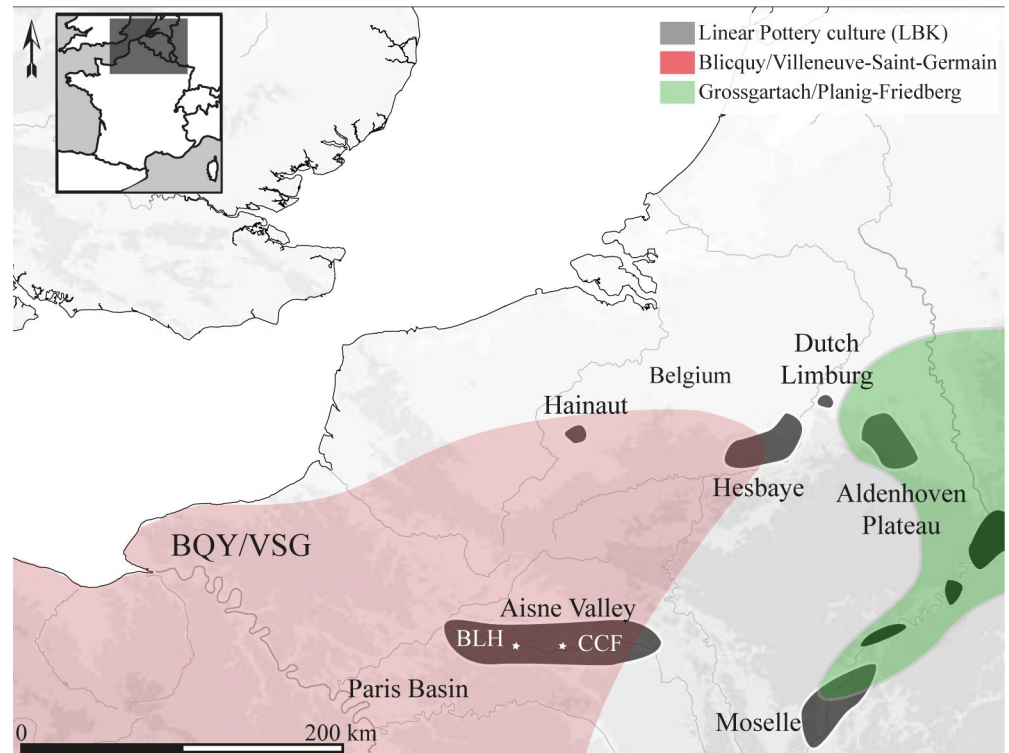 Linear Pottery culture (LBK)
Blicquy/Villeneuve-Saint-Germain
Grossgartach/Planig-Friedberg
Dutch
Limburg
Belgium
Hainaut
Hesbaye
Aldenhoven
Plateau
BQY/VSG
Aisne Valley
BLH
CCF
Paris Basin
Moselle
0
200 km